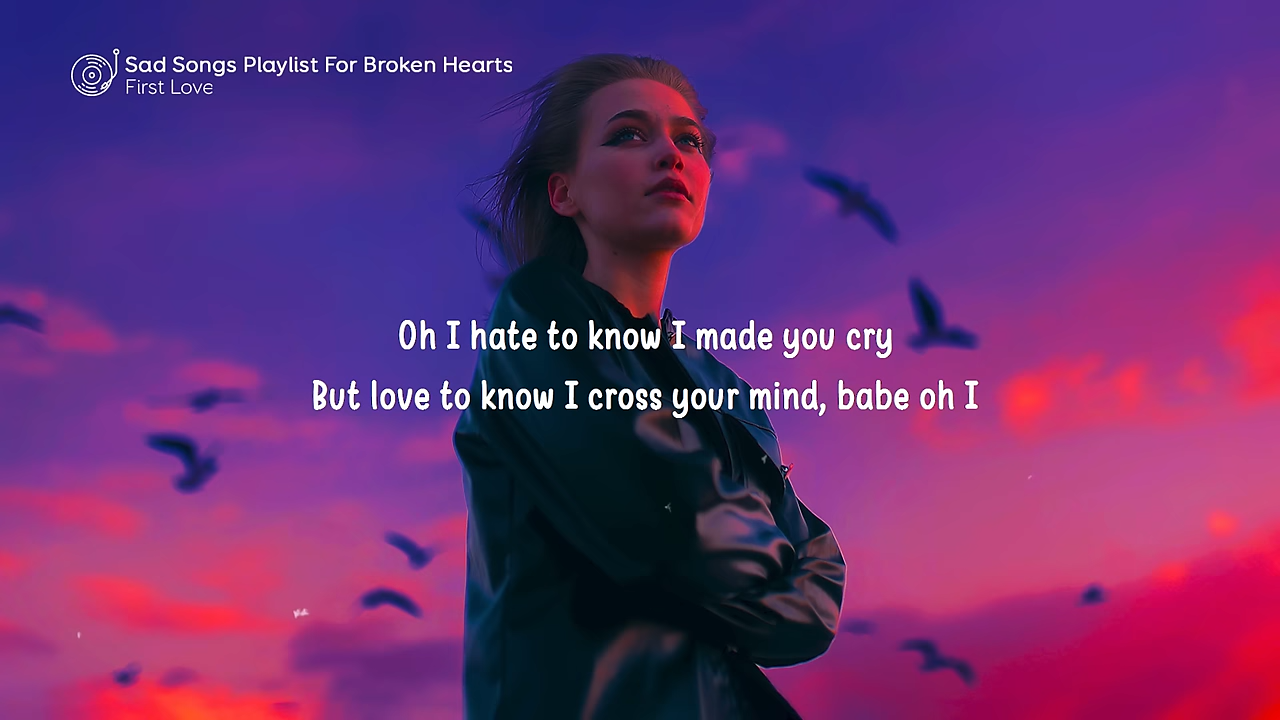 Sad Songs Playlist For Broken Hearts
First Love
Oh I hate to know I made you cry
But love to know I cross your mind, babe oh I